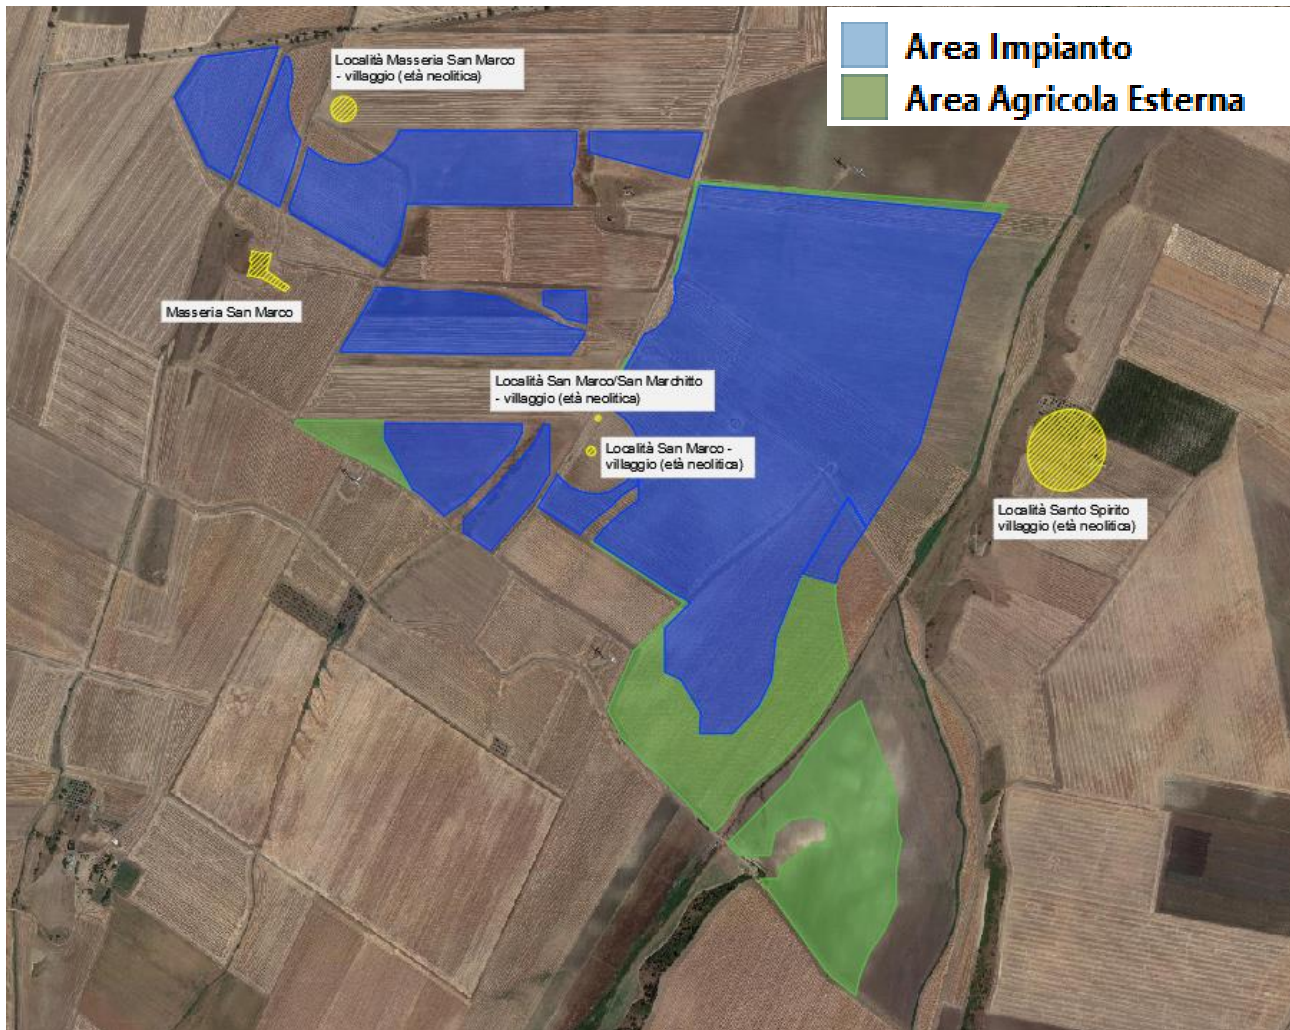 Area Impianto
Area Agricola Esterna
Località Masseria San Marco
- villaggio (età neolitica)
Masseria San Marco
Località San Marco/San Marchitto
- villaggio (età neolitica)
Località San Marco -
villaggio (età neolitica)
Località Santo Spirito
villaggio (età neolitica)